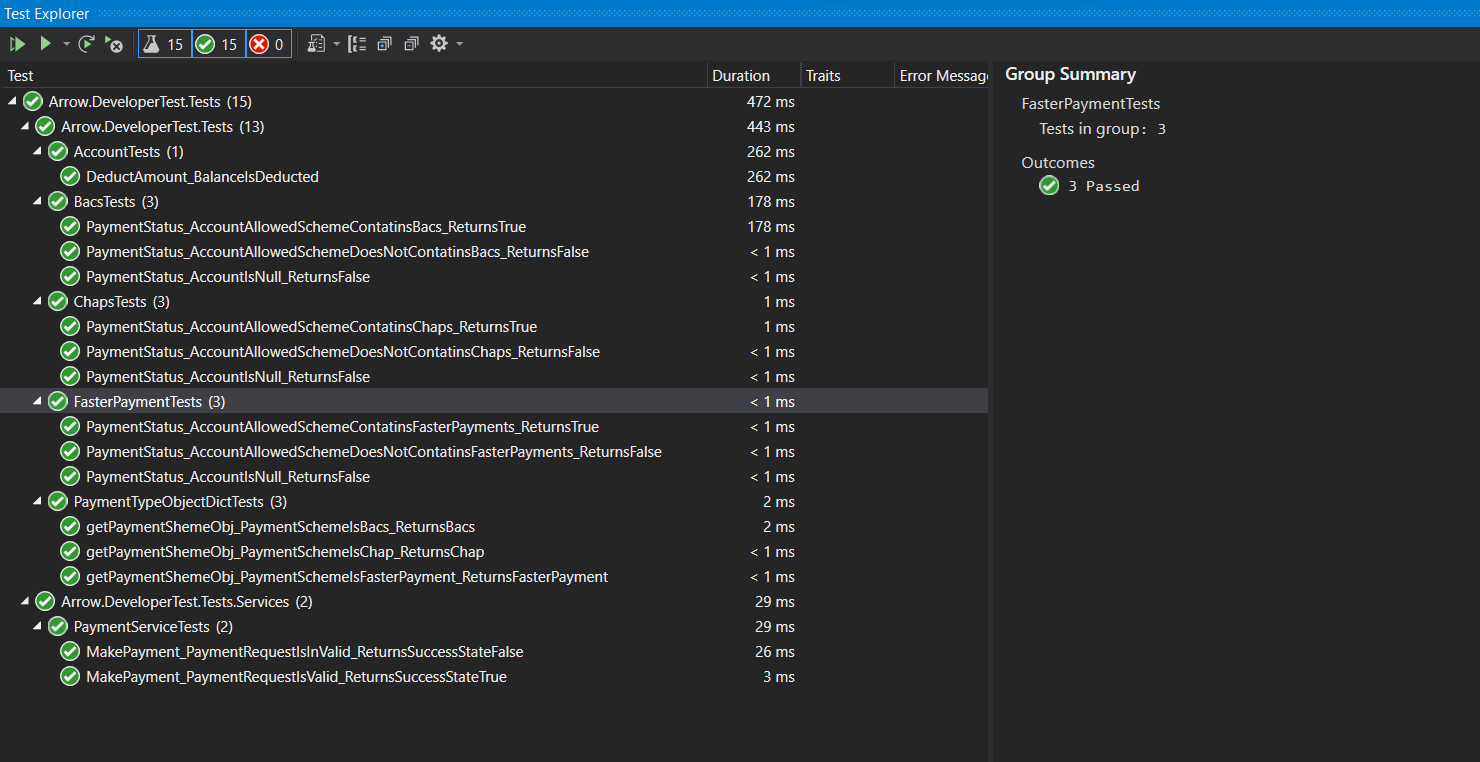 Test Explorer
15 15 0
Test Duration Traits Error Messag
Arrow.DeveloperTest.Tests (15) 472 ms
Arrow.DeveloperTest.Tests (13) 443 ms
AccountTests (1) 262 ms
DeductAmount_BalanceIsDeducted 262 ms
BacsTests (3) 178 ms
PaymentStatus_AccountAllowedSchemeContatinsBacs_ReturnsTrue 178 ms
PaymentStatus_AccountAllowedSchemeDoesNotContatinsBacs_ReturnsFalse < 1 ms
PaymentStatus_AccountIsNull_ReturnsFalse < 1 ms
ChapsTests (3) 1 ms
PaymentStatus_AccountAllowedSchemeContatinsChaps_ReturnsTrue 1 ms
PaymentStatus_AccountAllowedSchemeDoesNotContatinsChaps_ReturnsFalse < 1 ms
PaymentStatus_AccountIsNull_ReturnsFalse < 1 ms
FasterPaymentTests (3) < 1 ms
PaymentStatus_AccountAllowedSchemeContatinsFasterPayments_ReturnsTrue < 1 ms
PaymentStatus_AccountAllowedSchemeDoesNotContatinsFasterPayments_ReturnsFalse < 1 ms
PaymentStatus_AccountIsNull_ReturnsFalse < 1 ms
PaymentTypeObjectDictTests (3) 2 ms
getPaymentShemeObj_PaymentSchemeIsBacs_ReturnsBacs 2 ms
getPaymentShemeObj_PaymentSchemeIsChap_ReturnsChap < 1 ms
getPaymentShemeObj_PaymentSchemeIsFasterPayment_ReturnsFasterPayment < 1 ms
Arrow.DeveloperTest.Tests.Services (2) 29 ms
PaymentServiceTests (2) 29 ms
MakePayment_PaymentRequestIsInValid_ReturnsSuccessStateFalse 26 ms
MakePayment_PaymentRequestIsValid_ReturnsSuccessStateTrue 3 ms
Group Summary
FasterPaymentTests
Tests in group: 3
Outcomes
3 Passed